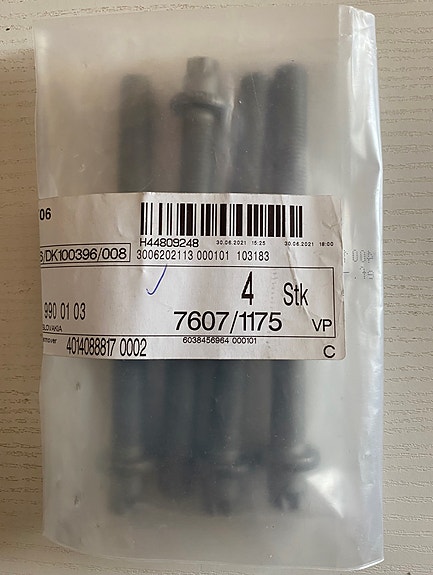 06
H44809248 30.06.2021 15:25 30.06.2021 18:00
/DK100396/008 3006202113 000101 103183
4 Stk
990 01 03 7607/1175 VP
SLOVAKIA
4014088817 0002 6038456964 000101 C